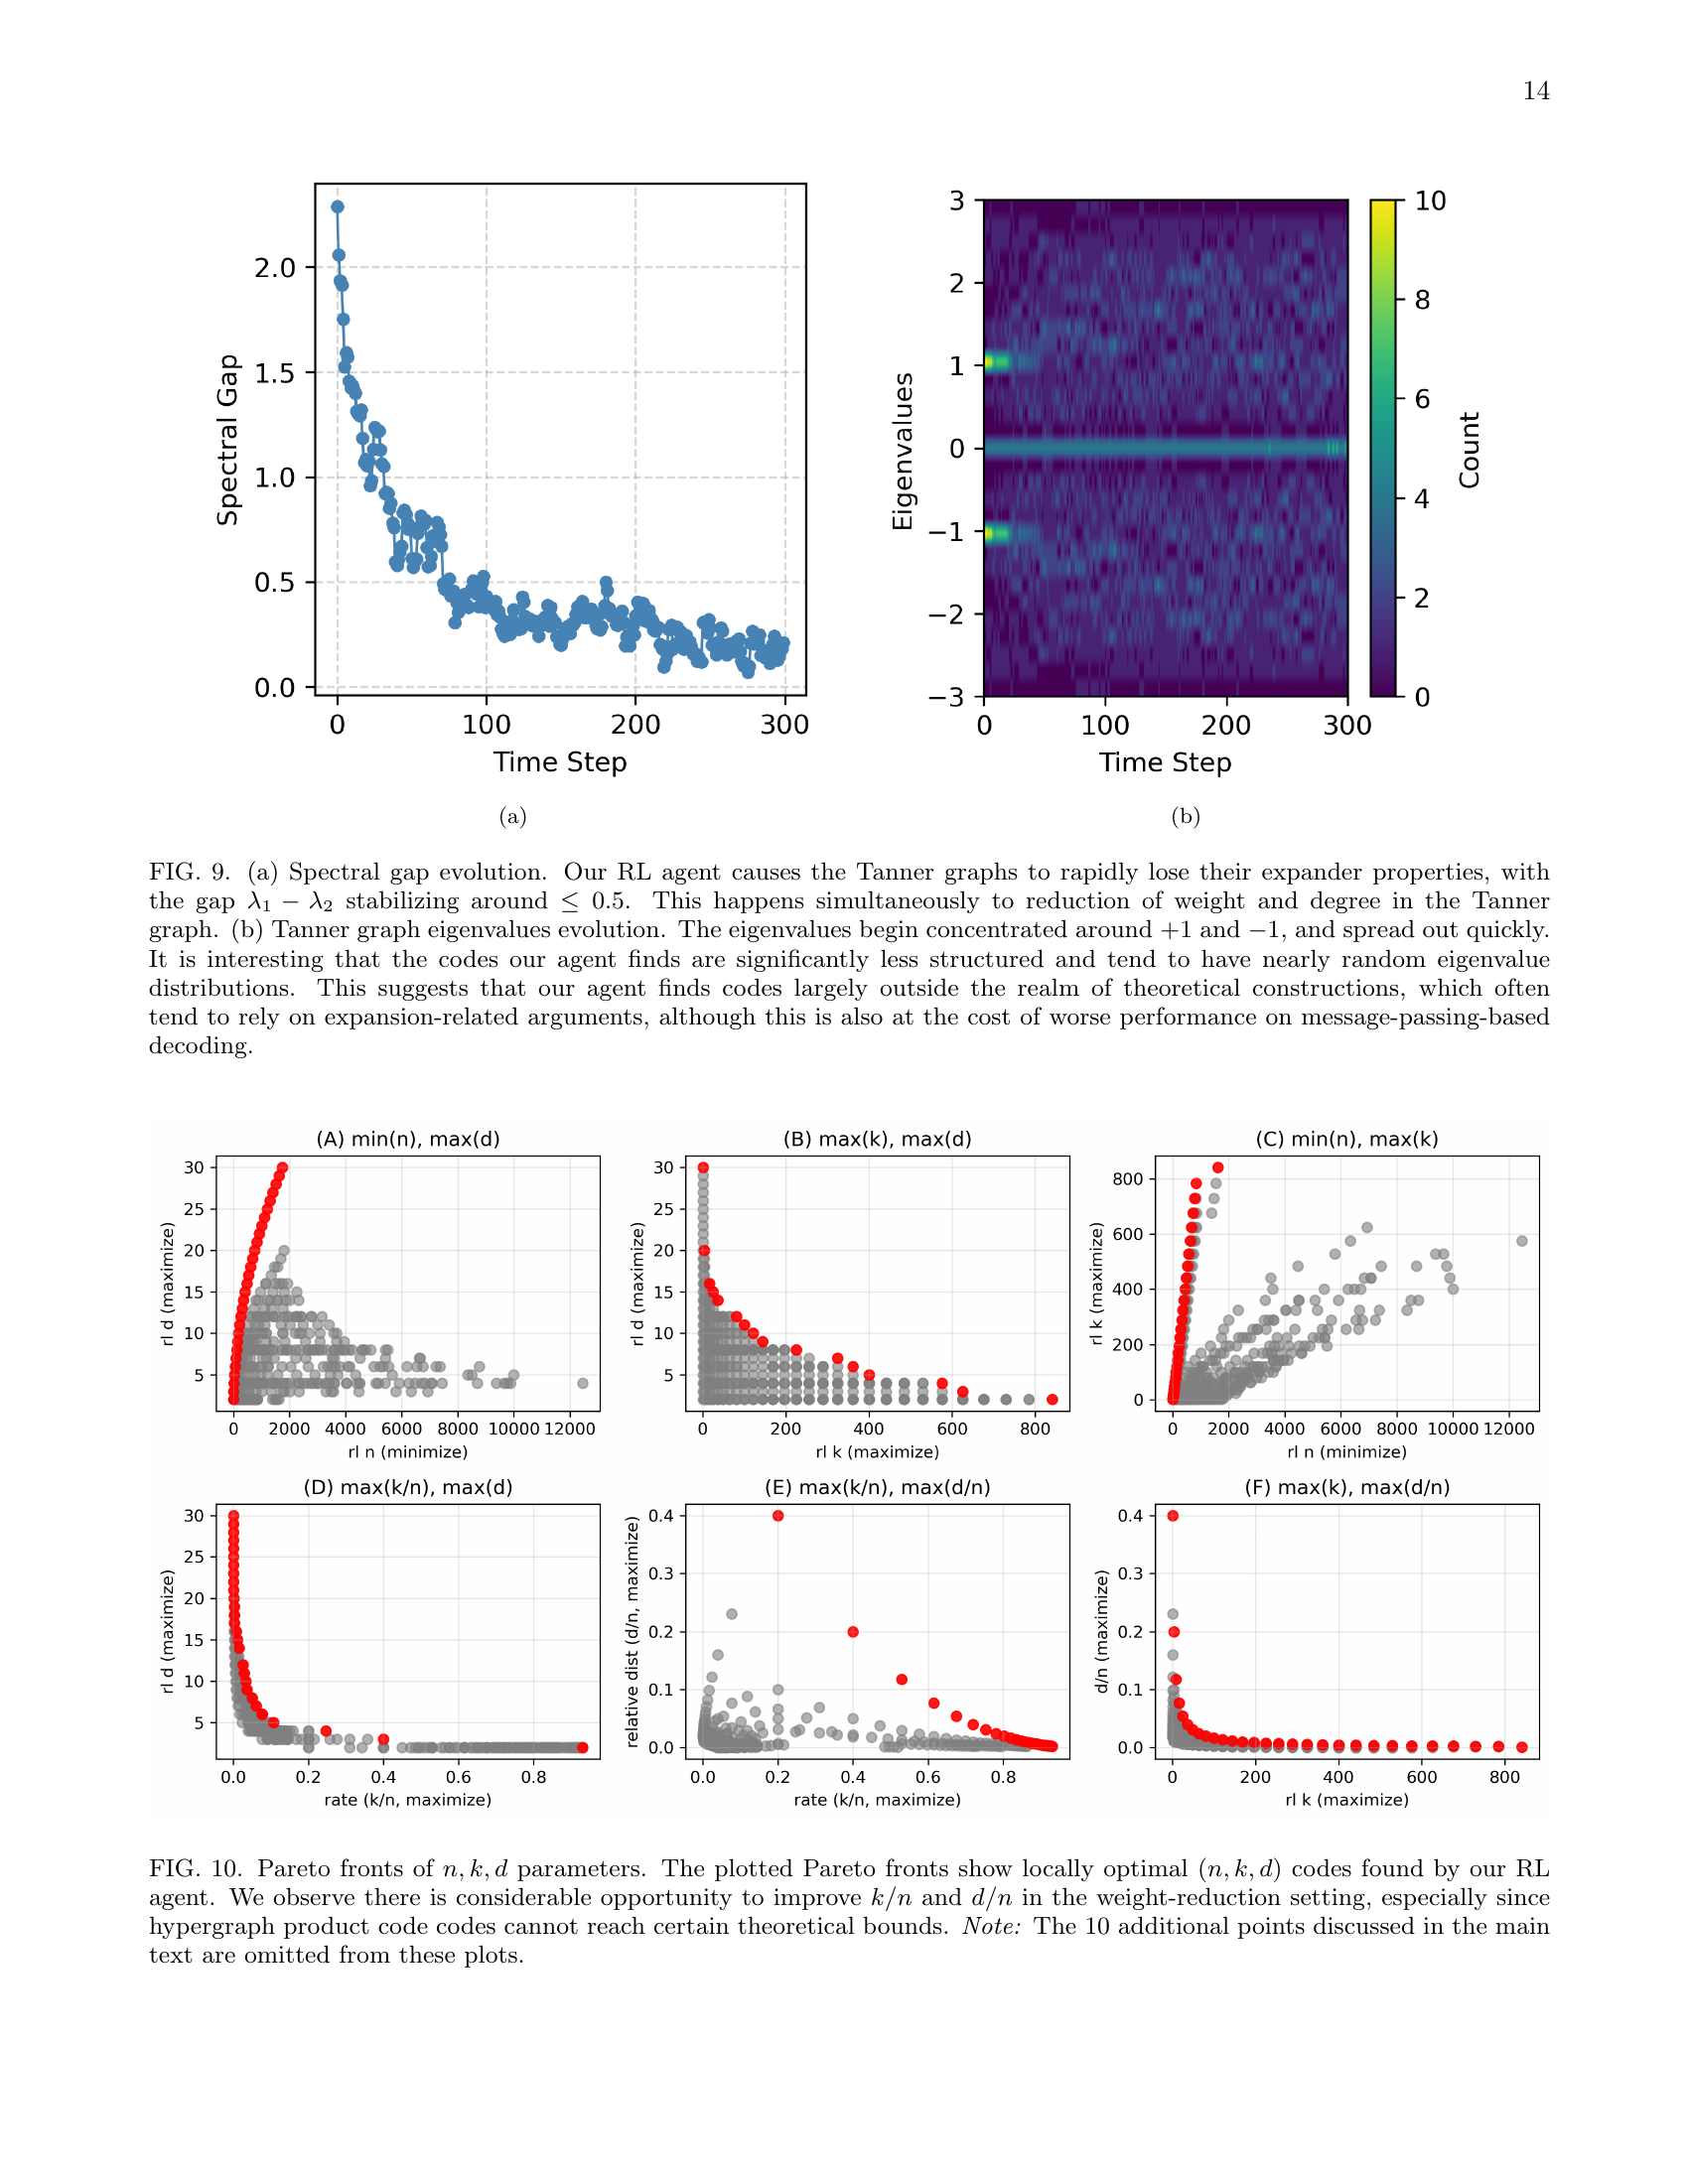 14
2.0
1.5
1.0
0.5
0.0
Spectral Gap
0 100 200 300
Time Step
(a)
3
2
1
0
−1
−2
−3
Eigenvalues
0 100 200 300
Time Step
10
8
6
4
2
0
Count
(b)
FIG. 9. (a) Spectral gap evolution. Our RL agent causes the Tanner graphs to rapidly lose their expander properties, with
the gap λ1 − λ2 stabilizing around ≤ 0.5. This happens simultaneously to reduction of weight and degree in the Tanner
graph. (b) Tanner graph eigenvalues evolution. The eigenvalues begin concentrated around +1 and −1, and spread out quickly.
It is interesting that the codes our agent finds are significantly less structured and tend to have nearly random eigenvalue
distributions. This suggests that our agent finds codes largely outside the realm of theoretical constructions, which often
tend to rely on expansion-related arguments, although this is also at the cost of worse performance on message-passing-based
decoding.
(A) min(n), max(d)
30
25
20
15
10
5
rl d (maximize)
0 2000 4000 6000 8000 10000 12000
rl n (minimize)
(B) max(k), max(d)
30
25
20
15
10
5
rl d (maximize)
0 200 400 600 800
rl k (maximize)
(C) min(n), max(k)
800
600
400
200
0
rl k (maximize)
0 2000 4000 6000 8000 10000 12000
rl n (minimize)
(D) max(k/n), max(d)
30
25
20
15
10
5
rl d (maximize)
0.0 0.2 0.4 0.6 0.8
rate (k/n, maximize)
(E) max(k/n), max(d/n)
0.4
0.3
0.2
0.1
0.0
relative dist (d/n, maximize)
0.0 0.2 0.4 0.6 0.8
rate (k/n, maximize)
(F) max(k), max(d/n)
0.4
0.3
0.2
0.1
0.0
d/n (maximize)
0 200 400 600 800
rl k (maximize)
FIG. 10. Pareto fronts of n, k, d parameters. The plotted Pareto fronts show locally optimal (n, k, d) codes found by our RL
agent. We observe there is considerable opportunity to improve k/n and d/n in the weight-reduction setting, especially since
hypergraph product code codes cannot reach certain theoretical bounds. Note: The 10 additional points discussed in the main
text are omitted from these plots.